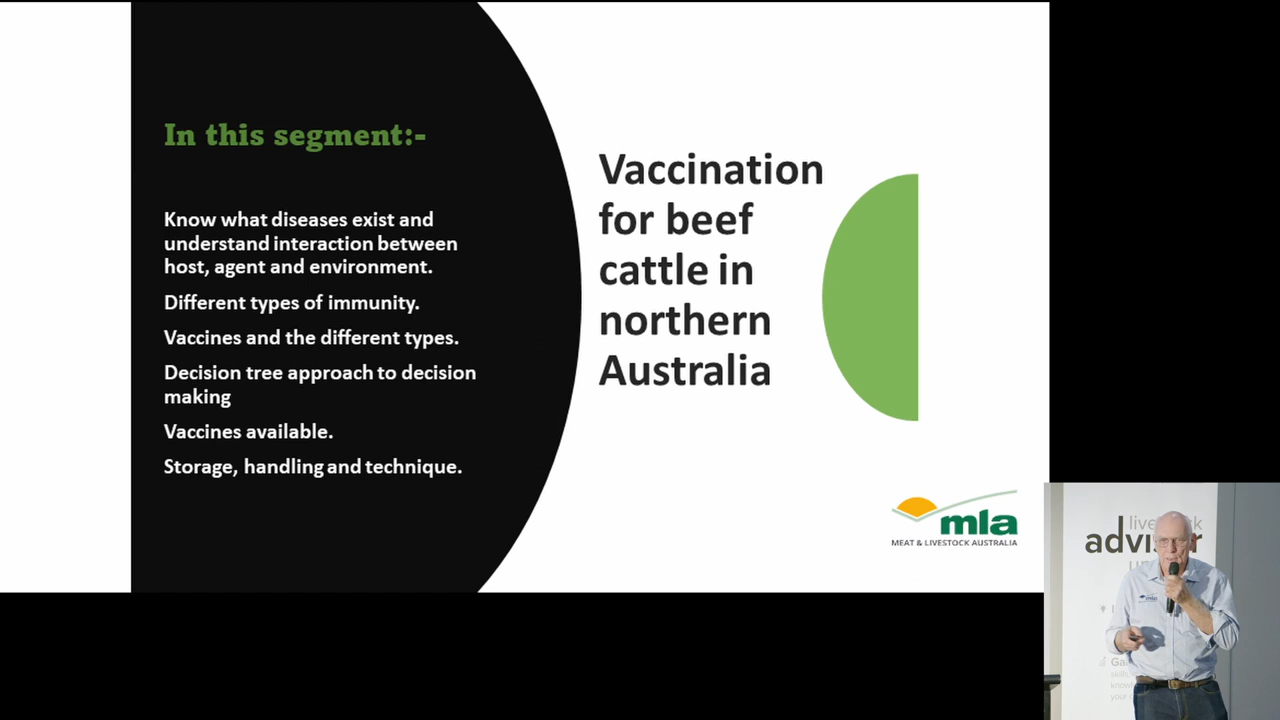 In this segment:-
Know what diseases exist and
understand interaction between
host, agent and environment.
Different types of immunity.
Vaccines and the different types.
Decision tree approach to decision
making
Vaccines available.
Storage, handling and technique.
Vaccination
for beef
cattle in
northern
Australia
mla
MEAT & LIVESTOCK AUSTRALIA
mla